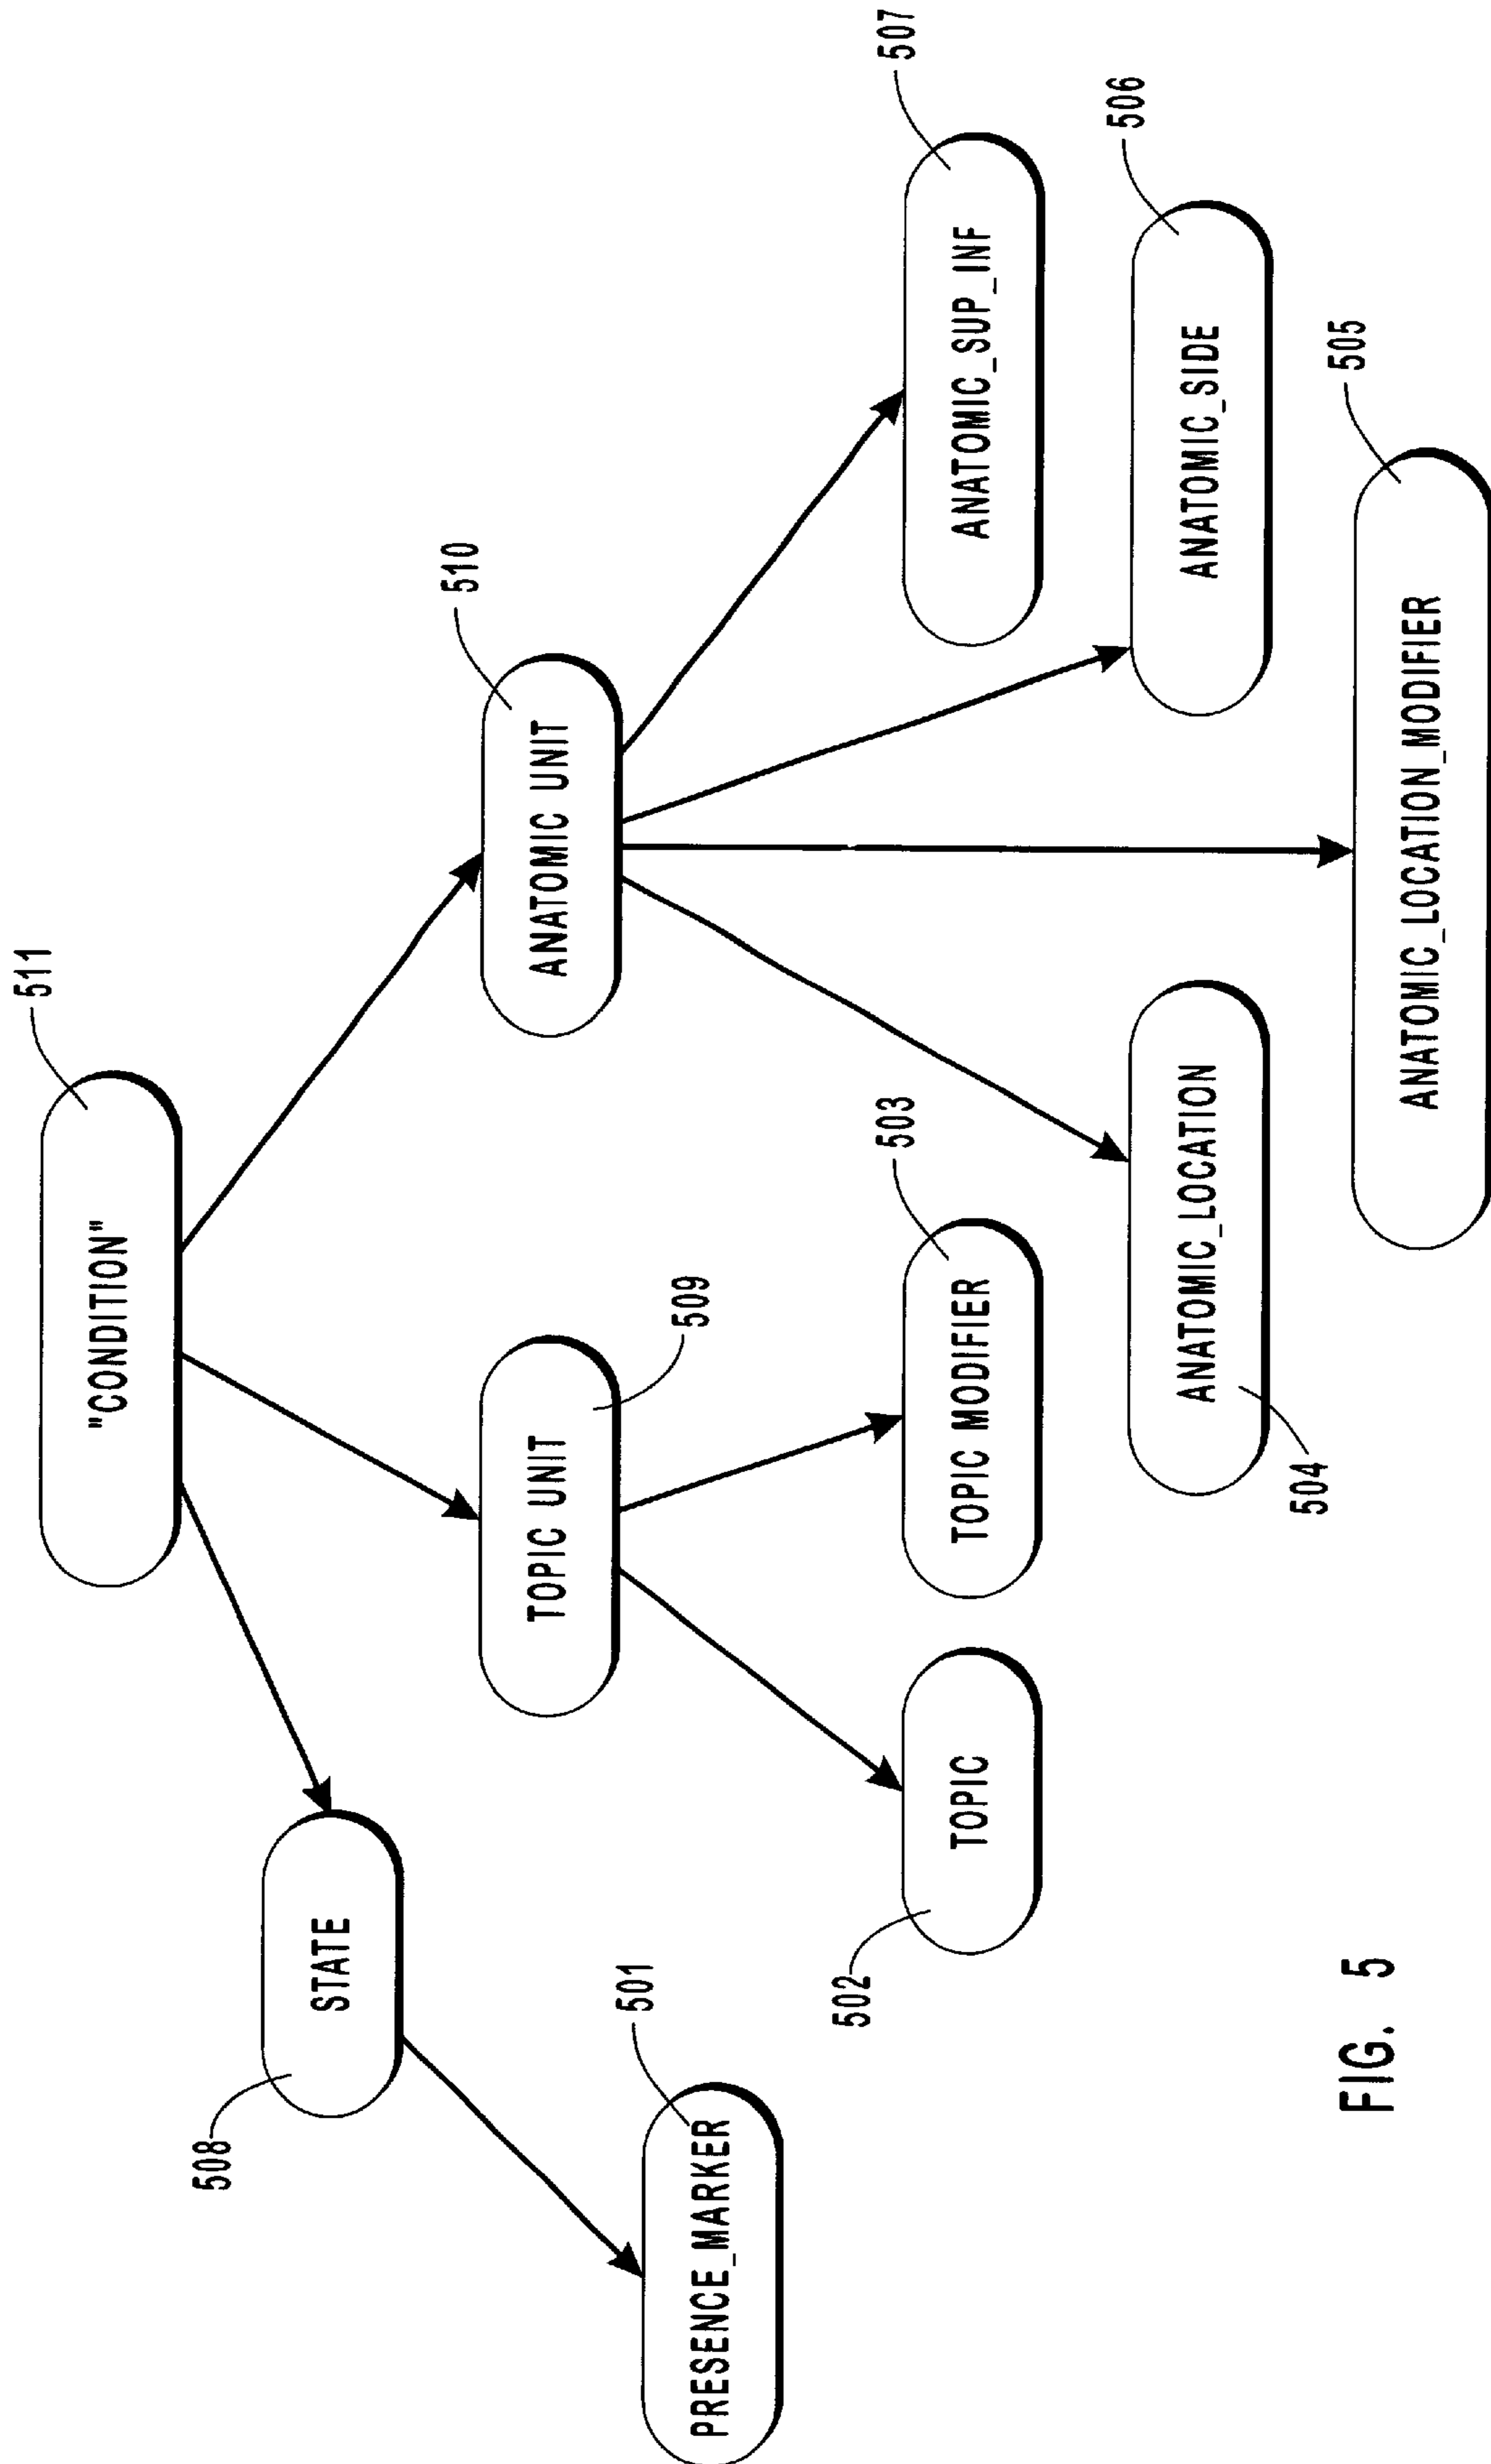 511
"CONDITION"
508
STATE
510
ANATOMIC UNIT
TOPIC UNIT
509
501
PRESENCE_MARKER
502
TOPIC
503
TOPIC MODIFIER
507
ANATOMIC_SUP_INF
504
ANATOMIC_LOCATION
506
ANATOMIC_SIDE
505
ANATOMIC_LOCATION_MODIFIER
FIG. 5